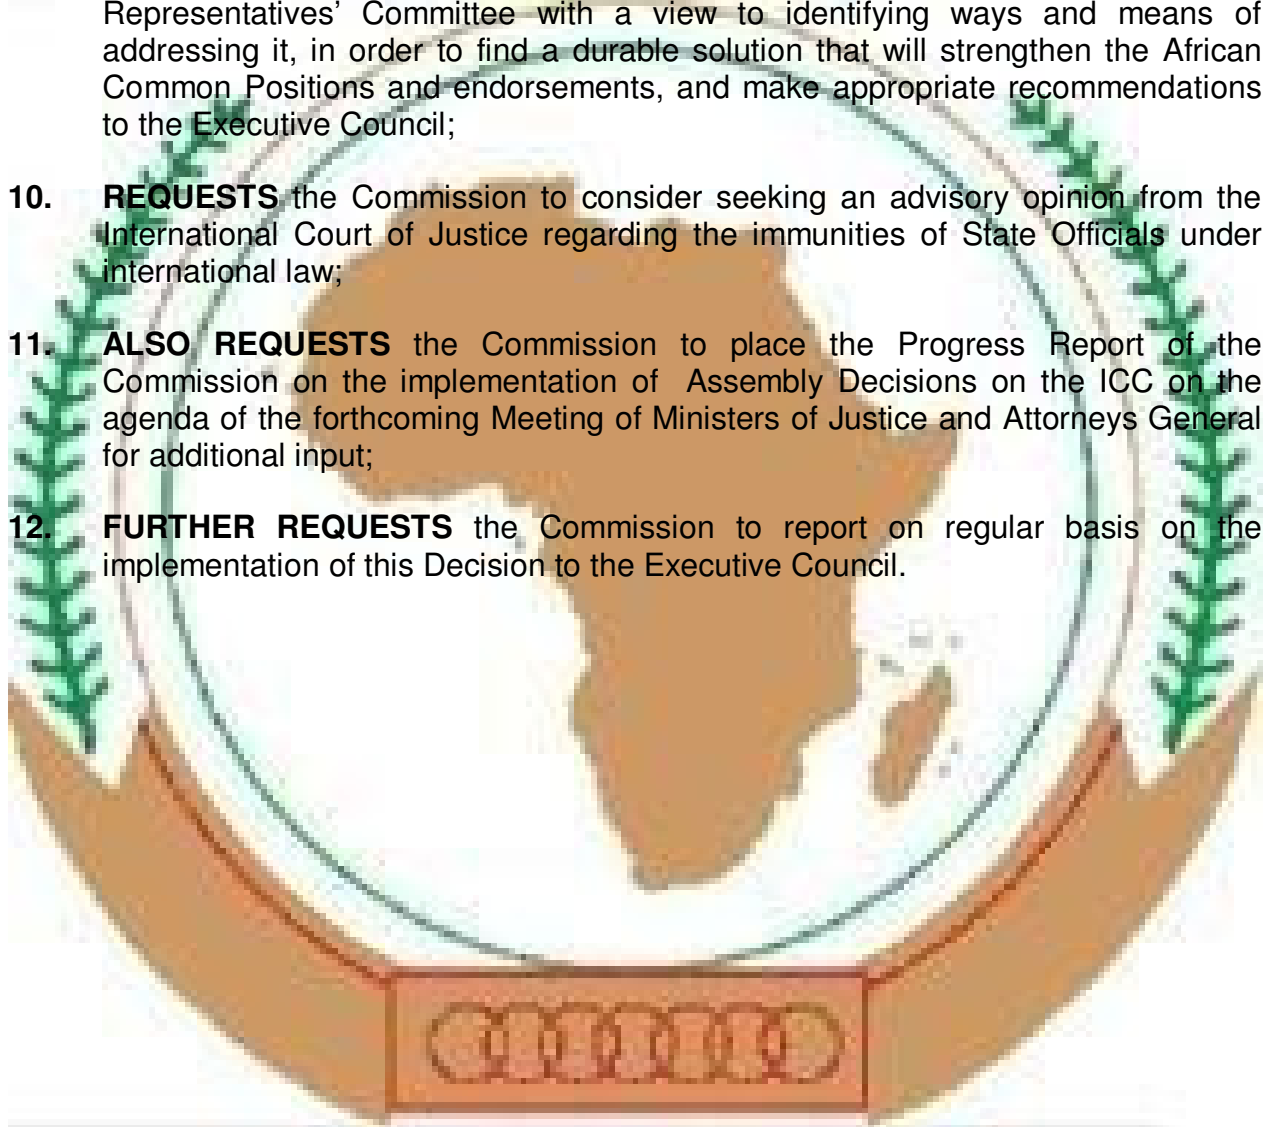 Representatives’ Committee with a view to identifying ways and means of
addressing it, in order to find a durable solution that will strengthen the African
Common Positions and endorsements, and make appropriate recommendations
to the Executive Council;
10. REQUESTS the Commission to consider seeking an advisory opinion from the
International Court of Justice regarding the immunities of State Officials under
international law;
11. ALSO REQUESTS the Commission to place the Progress Report of the
Commission on the implementation of Assembly Decisions on the ICC on the
agenda of the forthcoming Meeting of Ministers of Justice and Attorneys General
for additional input;
12. FURTHER REQUESTS the Commission to report on regular basis on the
implementation of this Decision to the Executive Council.